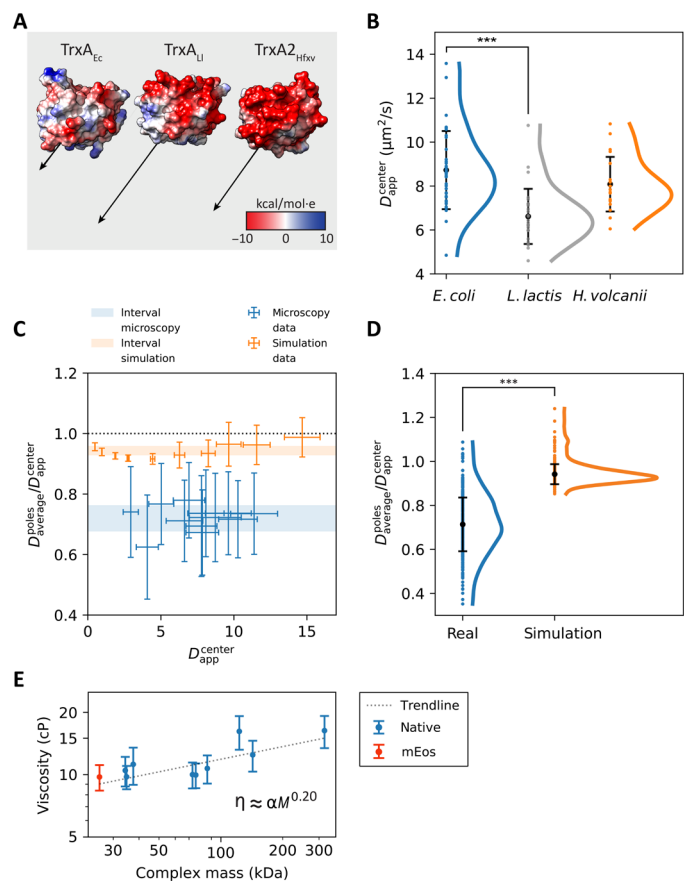 A
TrxA_Ec
TrxA_Ll
TrxA2_Hfxv
kcal/mol·e
−10
0
10
B
***
D_app^center (μm²/s)
14
12
10
8
6
4
E.coli
L.lactis
H.volcanii
C
Interval
microscopy
Interval
simulation
Microscopy
data
Simulation
data
D_average^poles/D_app^center
1.2
1.0
0.8
0.6
0.4
0
5
10
15
D_app^center
D
***
D_average^poles/D_app^center
1.4
1.2
1.0
0.8
0.6
0.4
Real
Simulation
E
Viscosity (cP)
20
15
10
5
η ≈ αM^0.20
30
50
100
200
300
Complex mass (kDa)
Trendline
Native
mEos